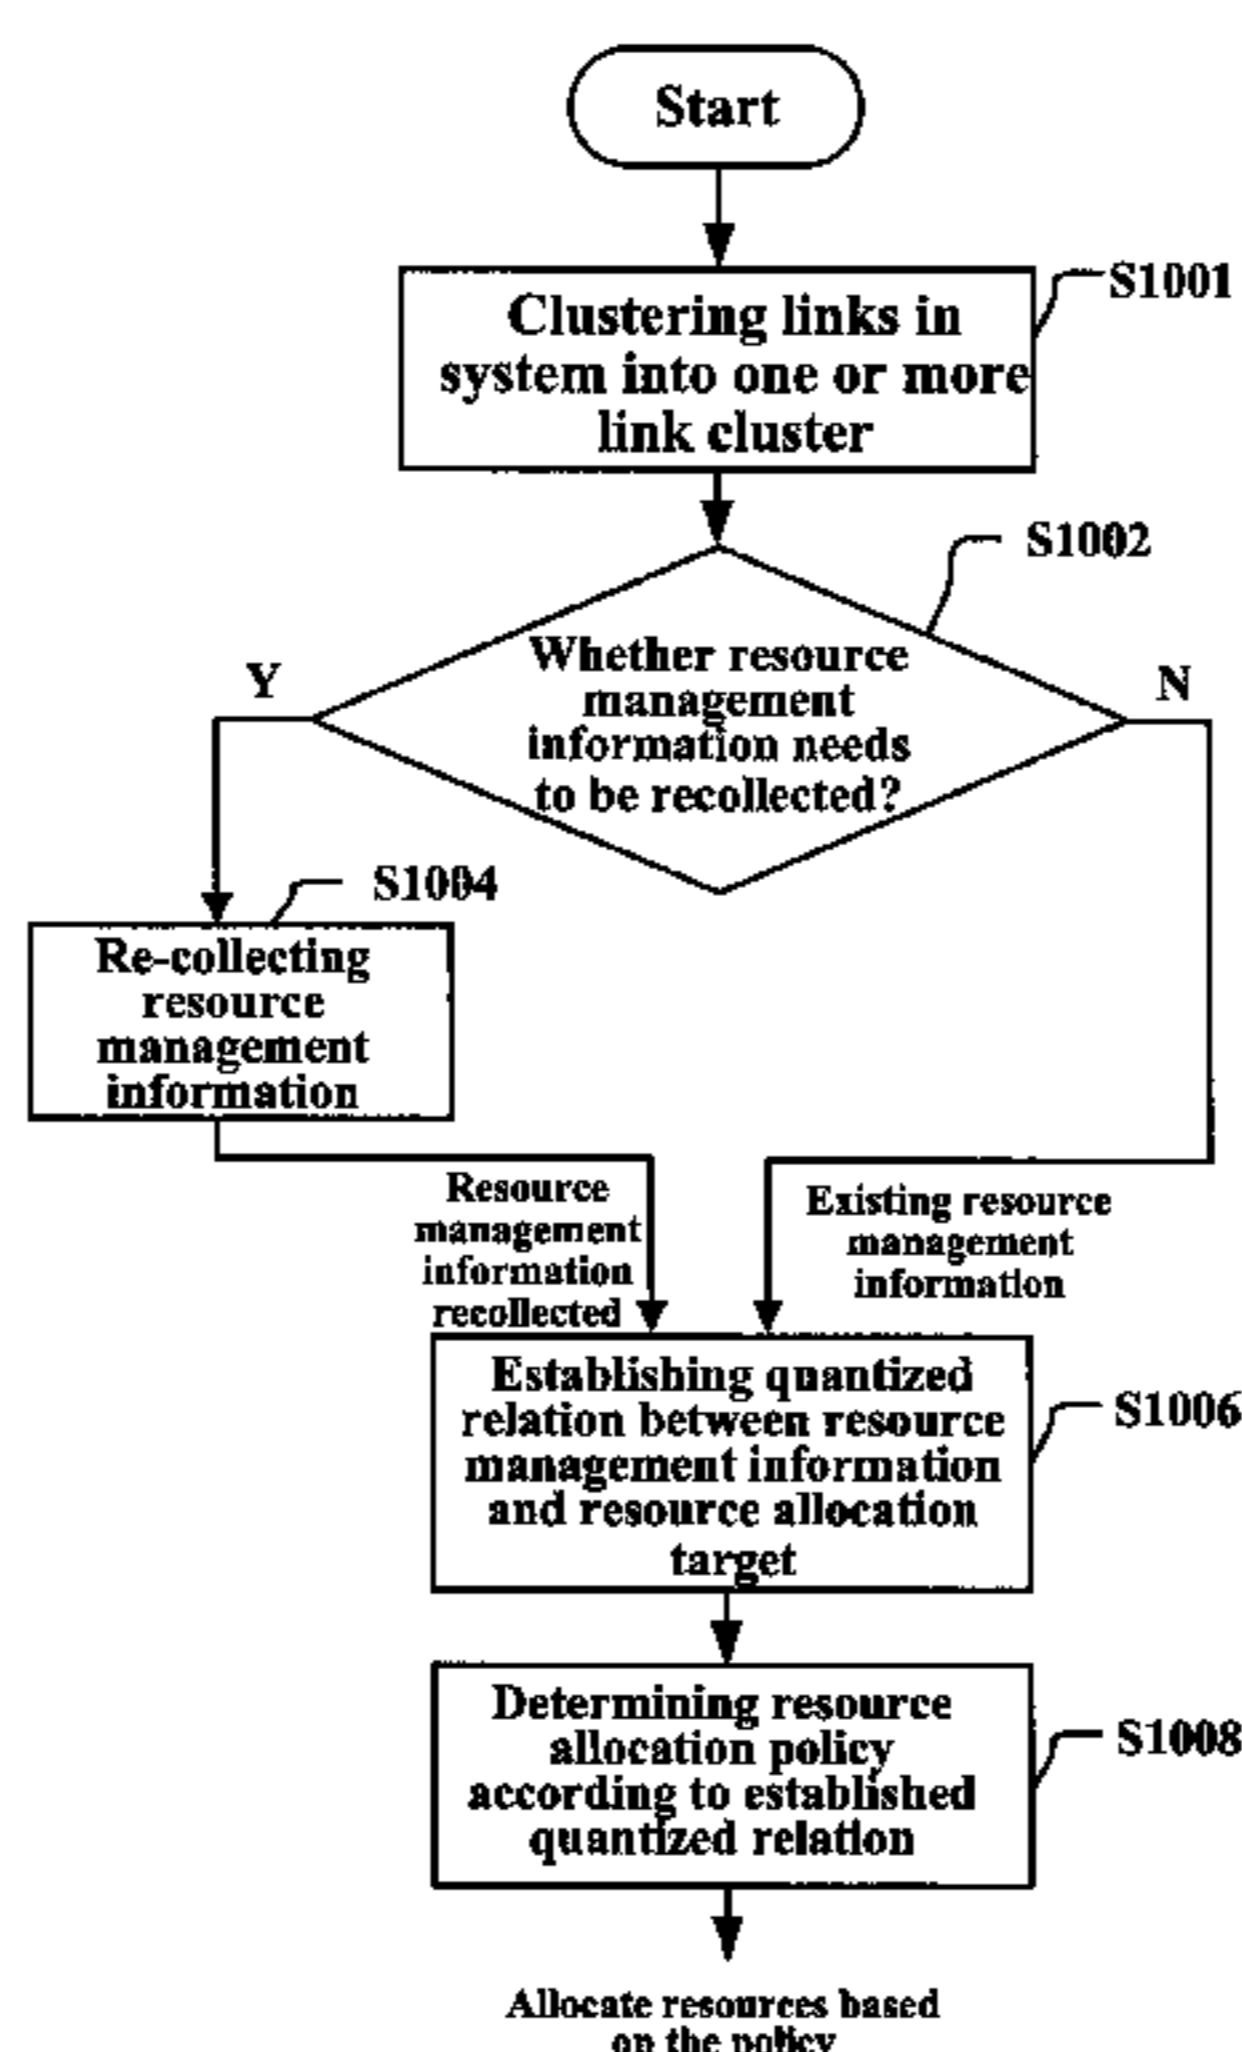 Start
S1001
Clustering links in
system into one or more
link cluster
S1002
Whether resource
management
information needs
to be recollected?
Y
N
S1004
Re-collecting
resource
management
information
Resource
management
information
recollected
Existing resource
management
information
Establishing quantized
relation between resource
management information
and resource allocation
target
S1006
Determining resource
allocation policy
according to established
quantized relation
S1008
Allocate resources based
on the policy